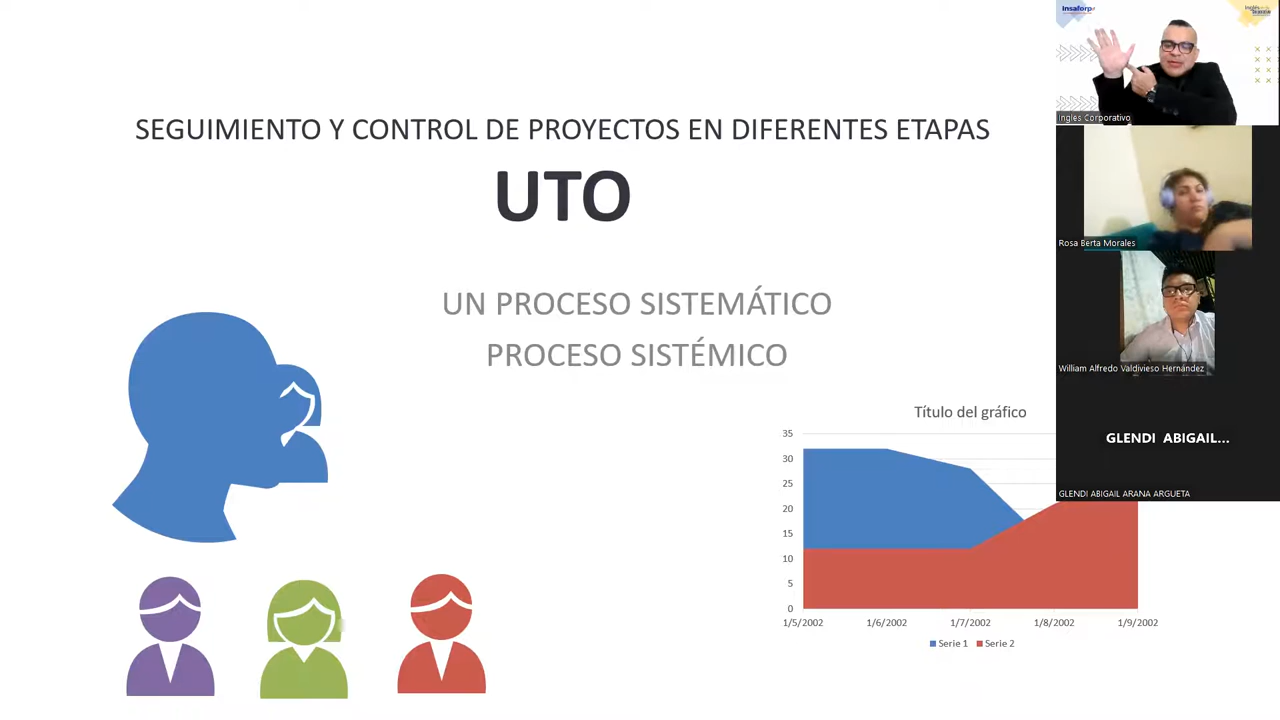 SEGUIMIENTO Y CONTROL DE PROYECTOS EN DIFERENTES ETAPAS
UTO
UN PROCESO SISTEMÁTICO
PROCESO SISTÉMICO
Título del gráfico
35
30
25
20
15
10
5
0
1/5/2002 1/6/2002 1/7/2002 1/8/2002 1/9/2002
Serie 1 Serie 2
insaforp
Ingles Corporativo
Rosa Berta Morales
William Alfredo Valdivieso Hernández
GLENDI ABIGAIL...
GLENDI ABIGAIL ARANA ARGUETA